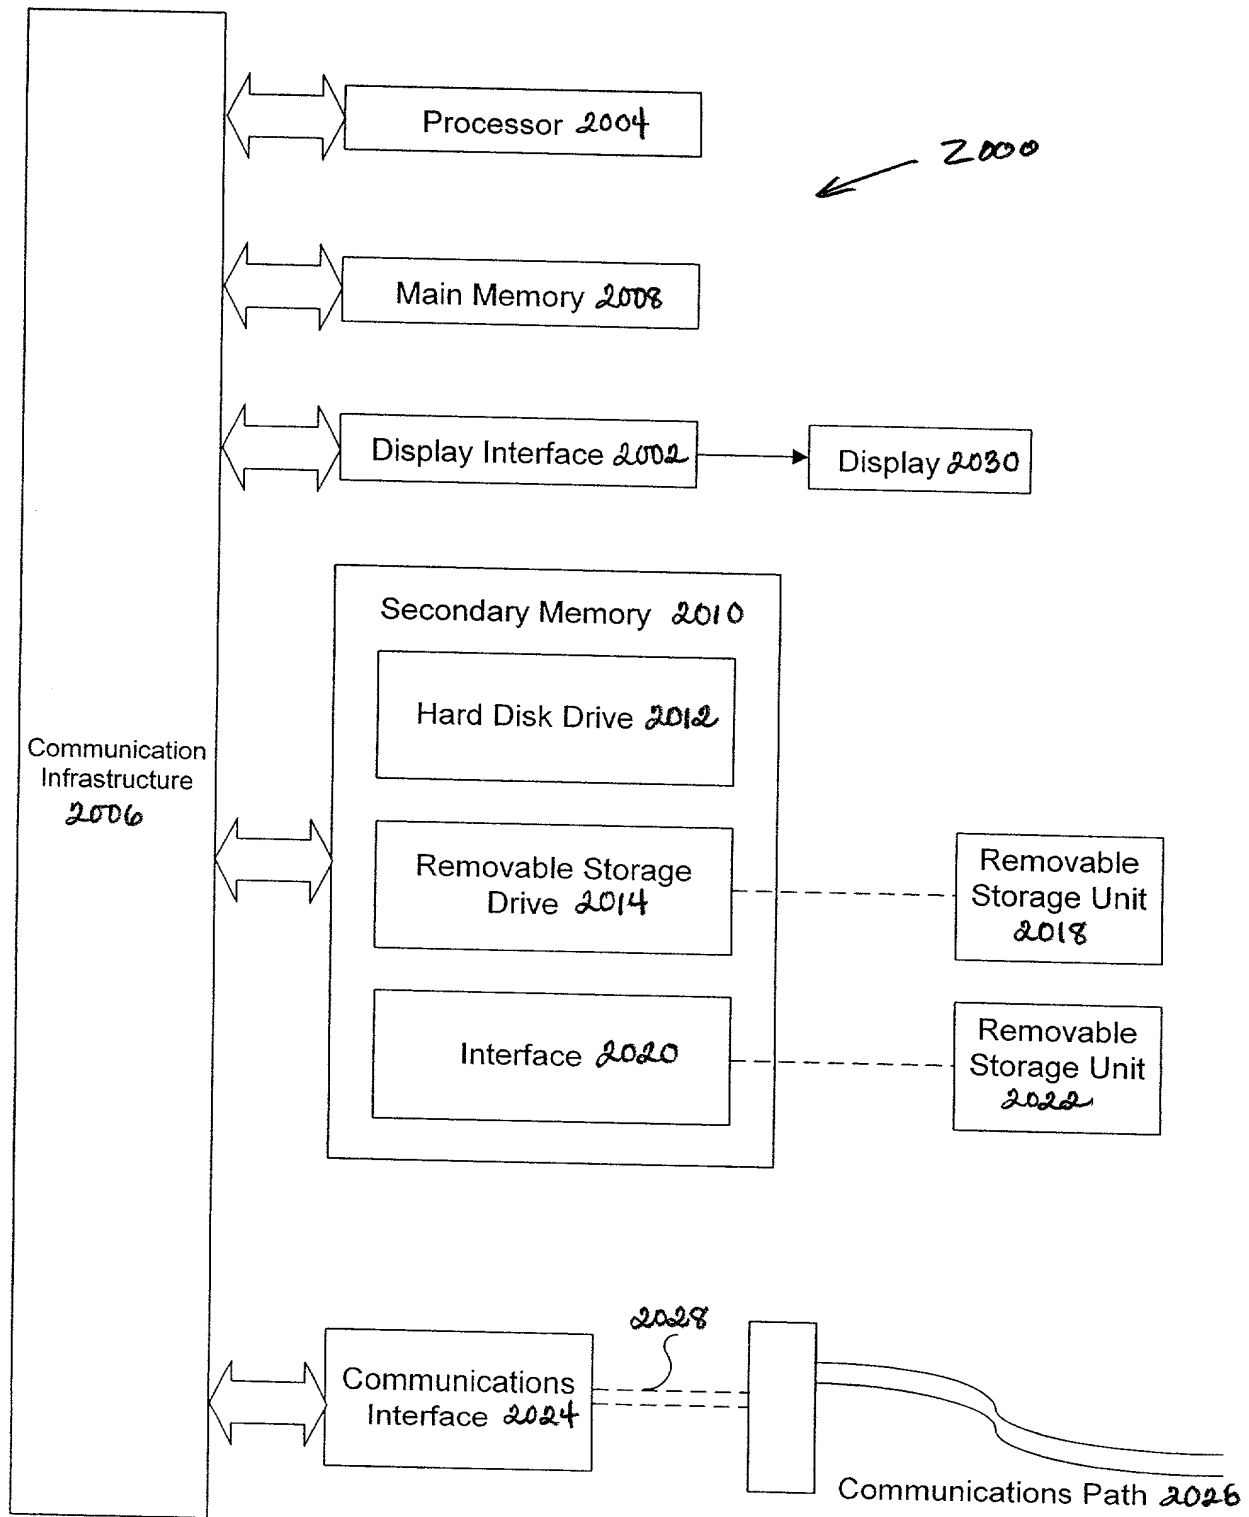 Processor 2004
2000
Main Memory 2008
Display Interface 2002
Display 2030
Secondary Memory 2010
Hard Disk Drive 2012
Communication
Infrastructure
2006
Removable Storage
Drive 2014
Removable
Storage Unit
2018
Interface 2020
Removable
Storage Unit
2022
2028
Communications
Interface 2024
Communications Path 2026